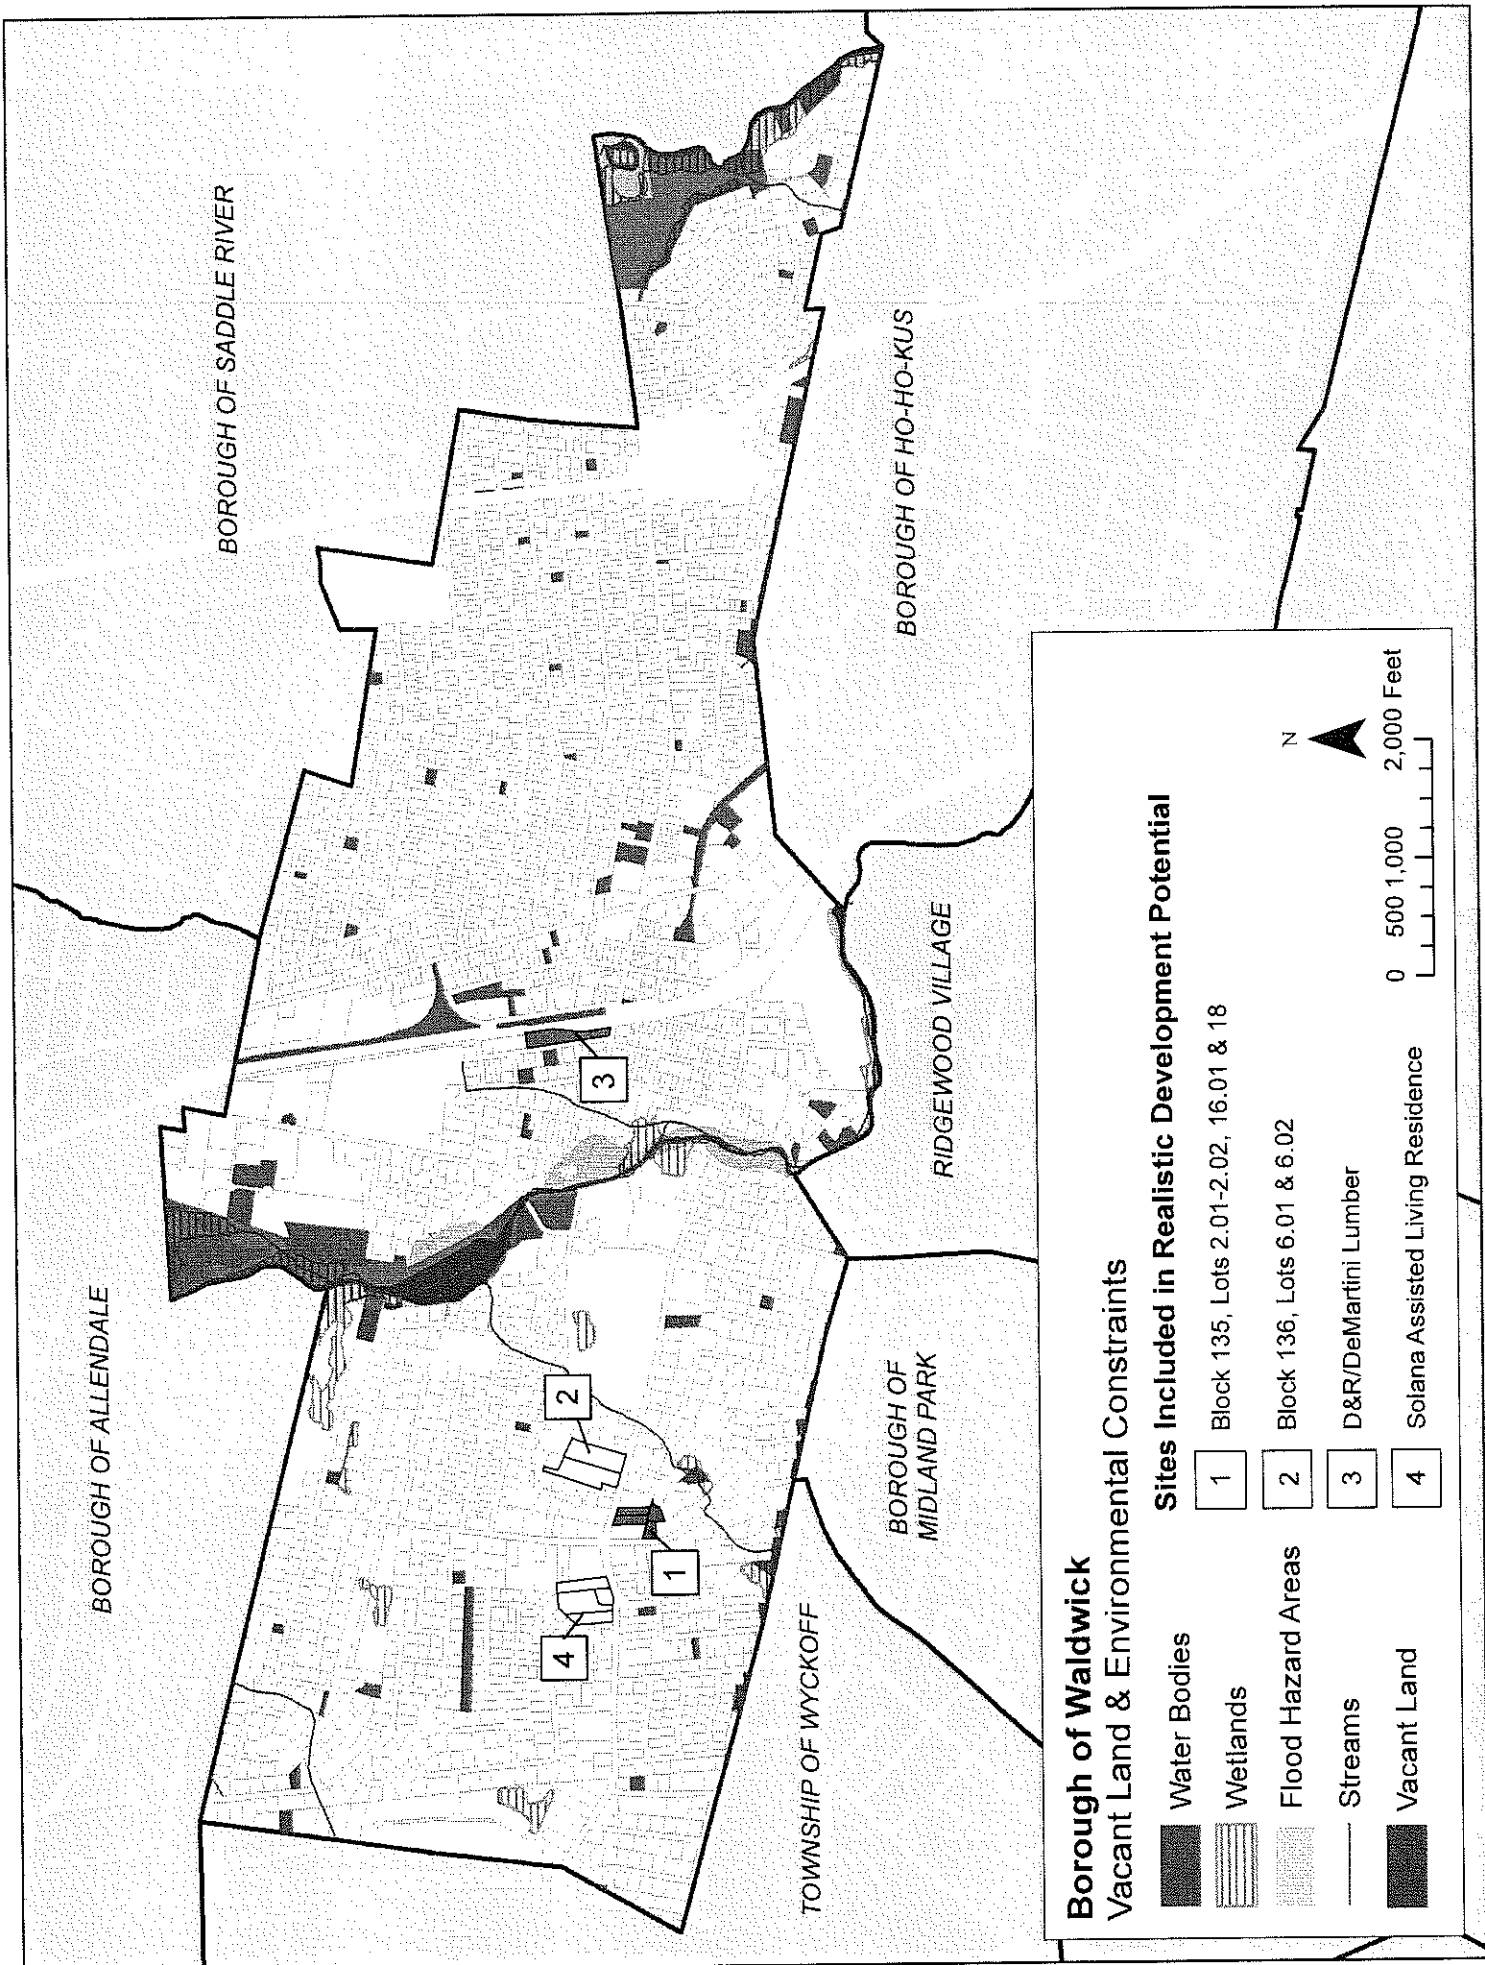 BOROUGH OF ALLENDALE
BOROUGH OF SADDLE RIVER
4
1
2
3
TOWNSHIP OF WYCKOFF
BOROUGH OF
MIDLAND PARK
RIDGEWOOD VILLAGE
BOROUGH OF HO-HO-KUS
Borough of Waldwick
Vacant Land & Environmental Constraints
Water Bodies
Wetlands
Flood Hazard Areas
Streams
Vacant Land
Sites Included in Realistic Development Potential
1 Block 135, Lots 2.01-2.02, 16.01 & 18
2 Block 136, Lots 6.01 & 6.02
3 D&R/DeMartini Lumber
4 Solana Assisted Living Residence
N
0 500 1,000 2,000 Feet